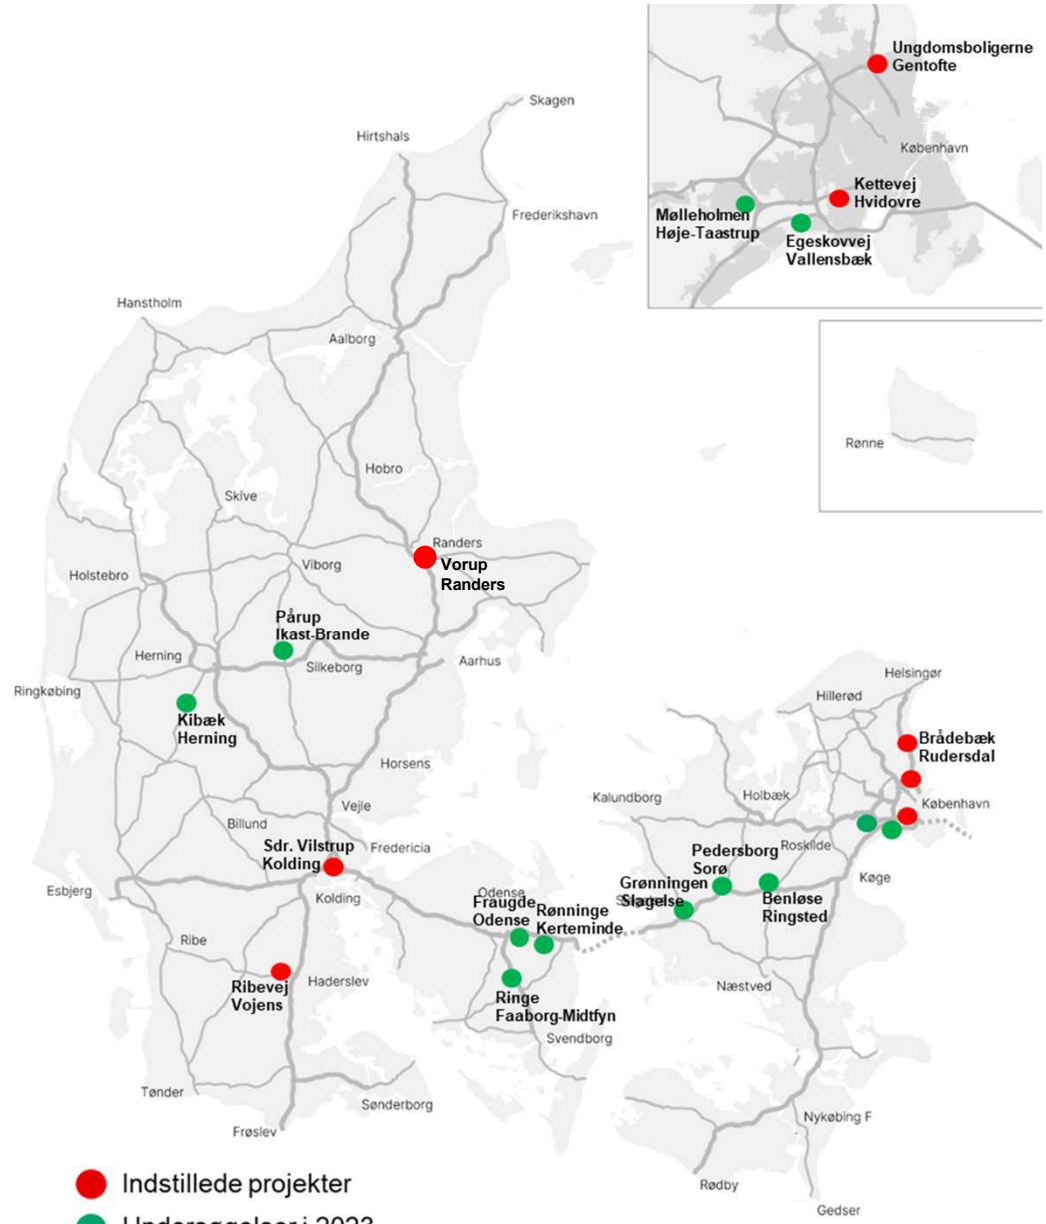 Ungdomsboligerne
Gentofte
København
Kettevej
Hvidovre
Mølleholmen
Høje-Taastrup
Egeskovvej
Vallensbæk
Rønne
Skagen
Hirtshals
Frederikshavn
Hanstholm
Aalborg
Hobro
Skive
Randers
Vorup
Randers
Viborg
Holstebro
Pårup
Ikast-Brande
Herning
Silkeborg
Aarhus
Ringkøbing
Kibæk
Herning
Horsens
Vejle
Billund
Sdr. Vilstrup
Kolding
Fredericia
Esbjerg
Kolding
Ribe
Ribevej
Vojens
Haderslev
Tønder
Sønderborg
Frøslev
Odense
Fraugde
Odense
Rønninge
Kerteminde
Ringe
Faaborg-Midtfyn
Svendborg
Helsingør
Hillerød
Brådebæk
Rudersdal
København
Kalundborg
Holbæk
Roskilde
Pedersborg
Sorø
Grønningen
Slagelse
Benløse
Ringsted
Køge
Næstved
Nykøbing F
Rødby
Gedser
Indstillede projekter